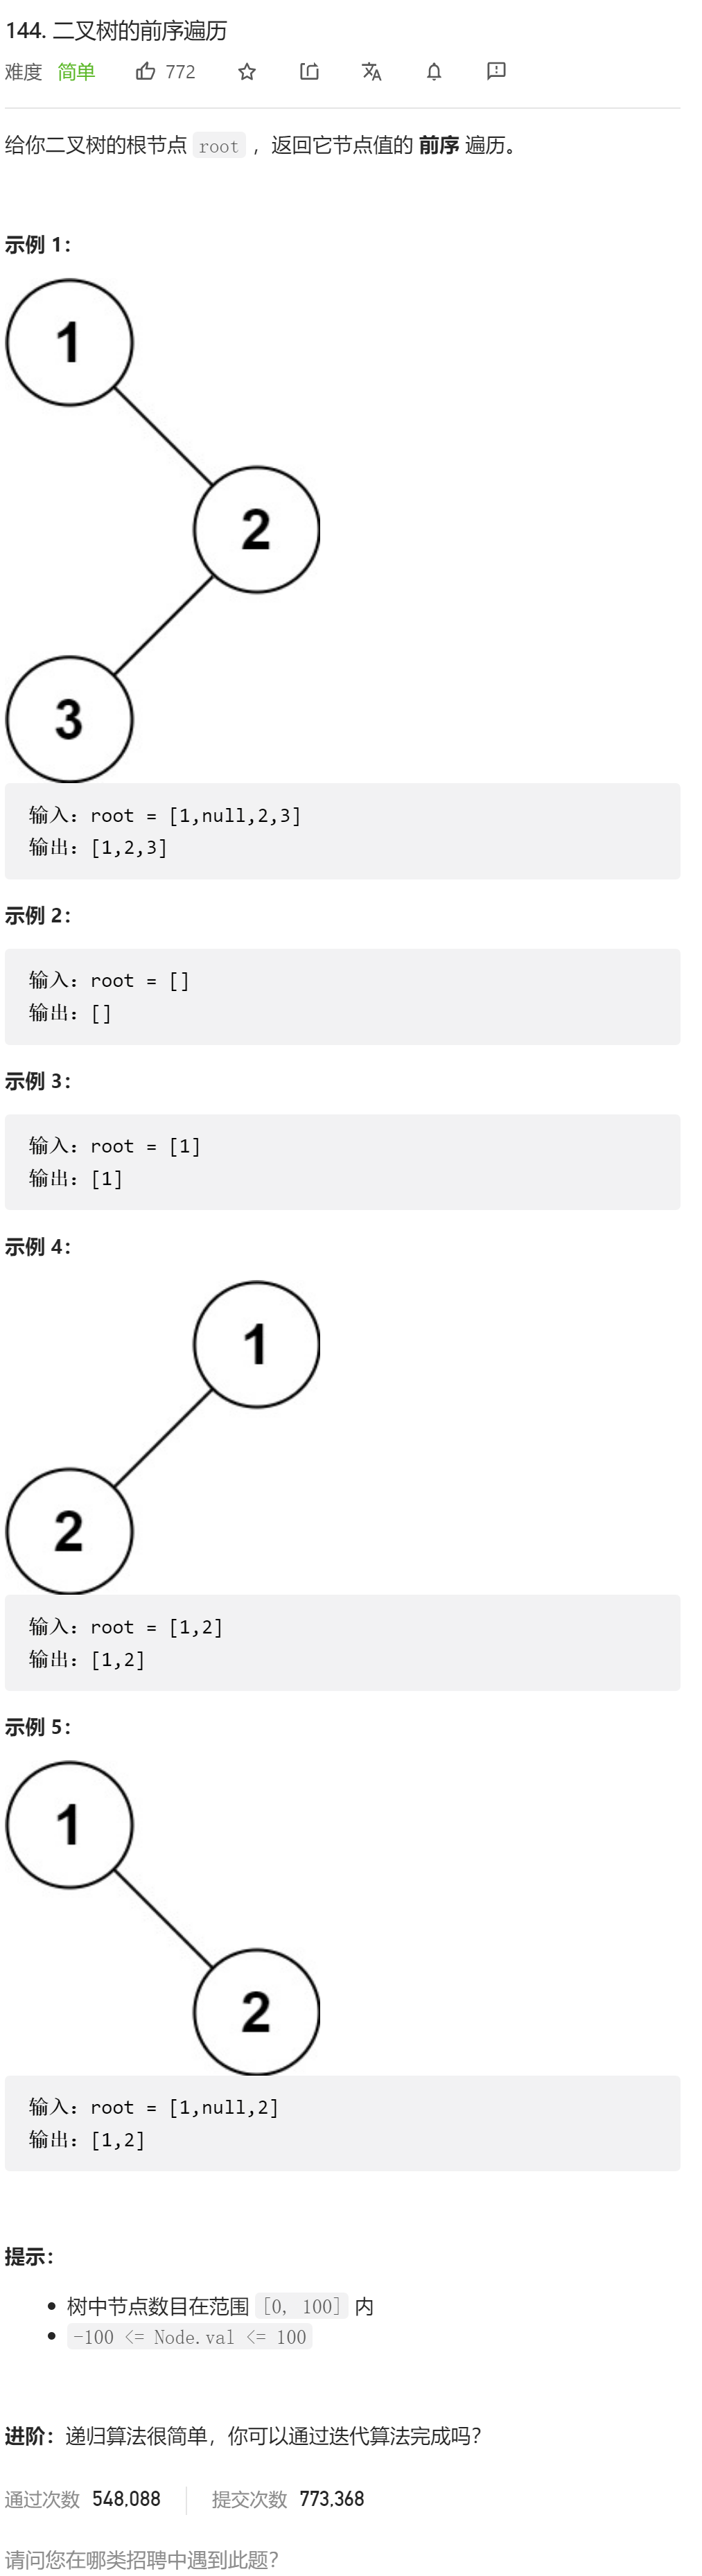 144. 二叉树的前序遍历
难度 简单 772
给你二叉树的根节点 root ，返回它节点值的 前序 遍历。
示例 1：
1
2
3
输入：root = [1,null,2,3]
输出：[1,2,3]
示例 2：
输入：root = []
输出：[]
示例 3：
输入：root = [1]
输出：[1]
示例 4：
1
2
输入：root = [1,2]
输出：[1,2]
示例 5：
1
2
输入：root = [1,null,2]
输出：[1,2]
提示：
树中节点数目在范围 [0, 100] 内
-100 <= Node.val <= 100
进阶：递归算法很简单，你可以通过迭代算法完成吗？
通过次数 548,088 提交次数 773,368
请问您在哪类招聘中遇到此题？